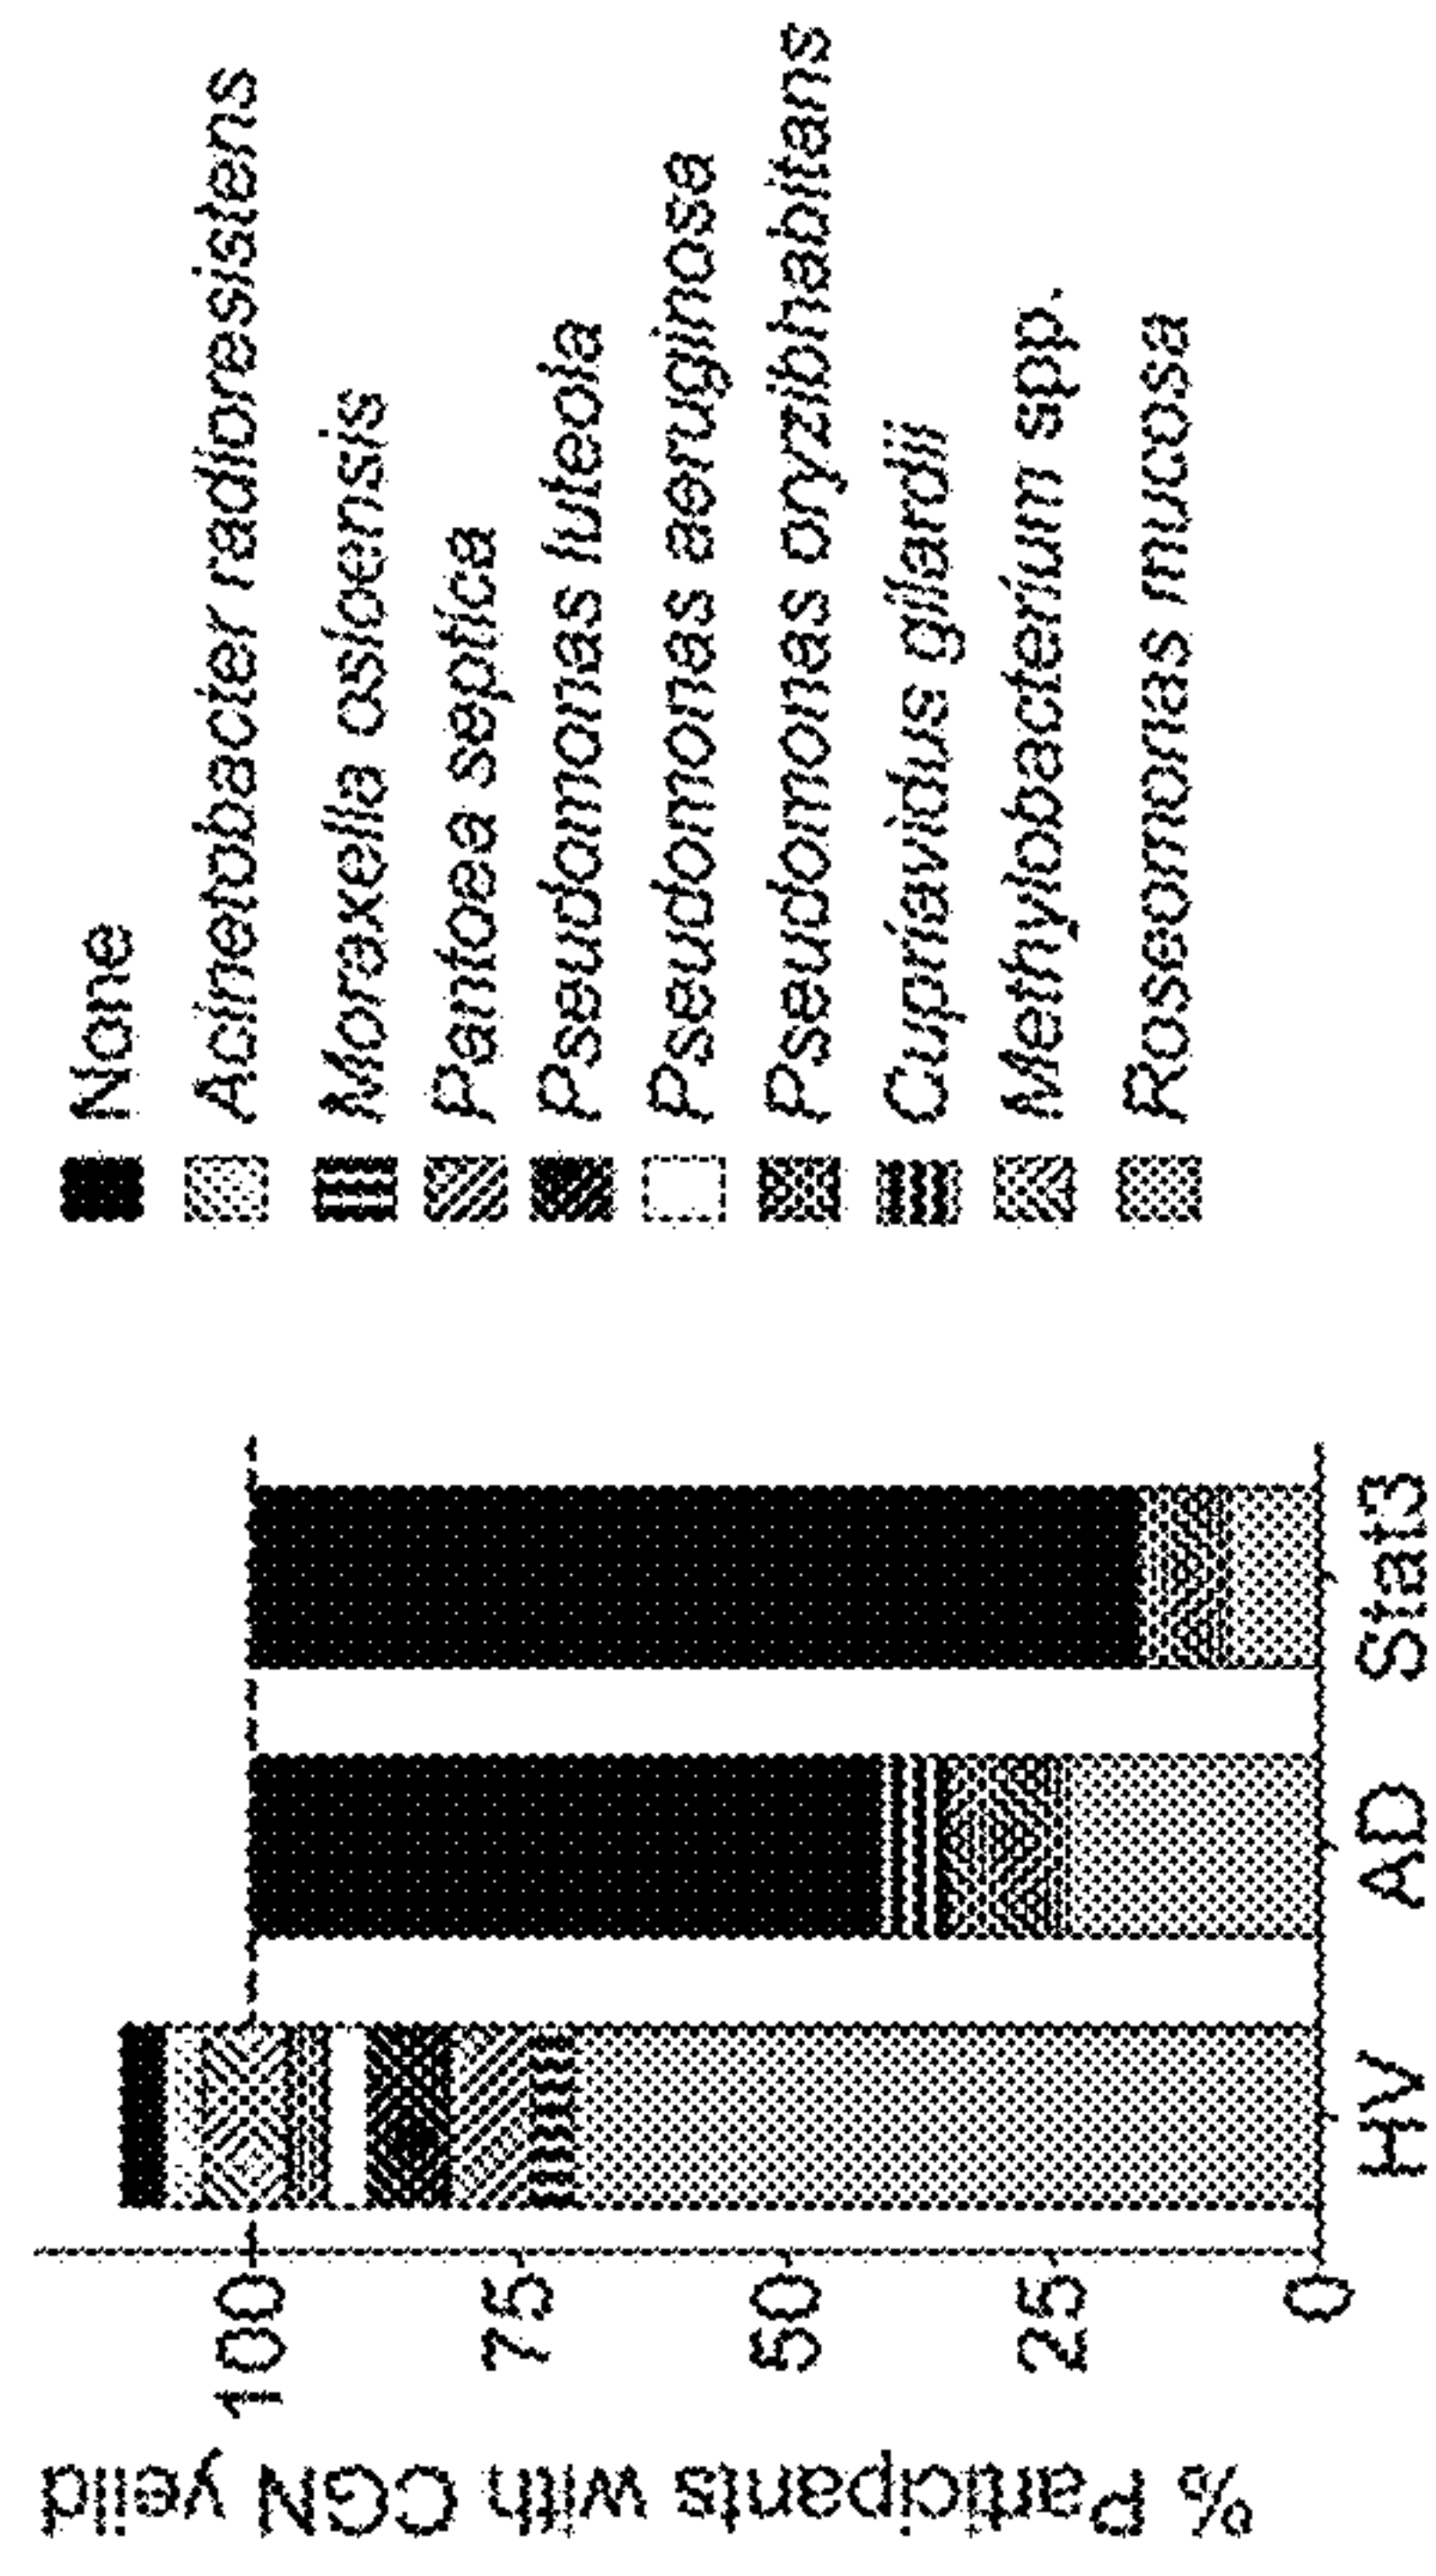 % Participants with CGN yeild
100
75
50
25
0
HV
AD
Stat3
None
Acinetobacter radioresistens
Moraxella osloensis
Pantoea septica
Pseudomonas luteola
Pseudomonas aeruginosa
Pseudomonas oryzibhabitans
Cupriavidus gilardii
Methylobacterium spp.
Roseomonas mucosa